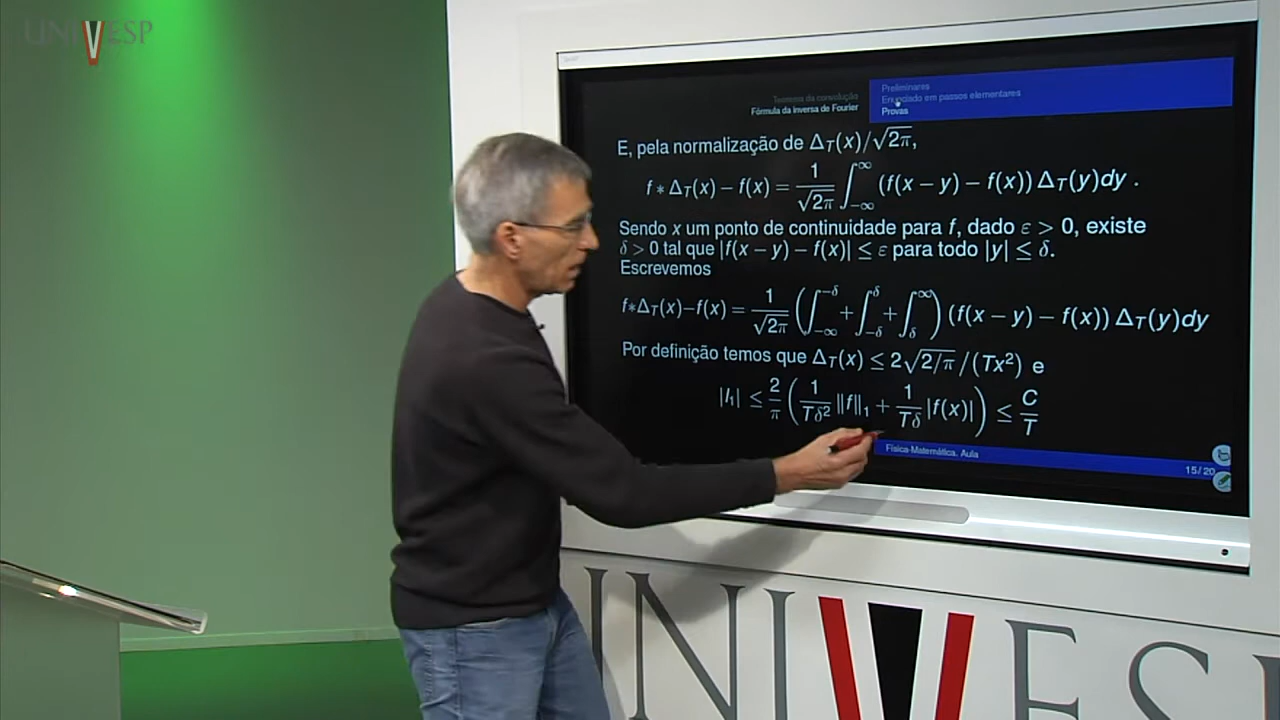 UNIVESP
Teorema da convolução
Fórmula da inversa de Fourier
Preliminares
Enunciado em passos elementares
Provas
E, pela normalização de Δ_T(x)/√2π,
f ∗ Δ_T(x) − f(x) = 1/√2π ∫_{−∞}^{∞} (f(x − y) − f(x)) Δ_T(y)dy .
Sendo x um ponto de continuidade para f, dado ε > 0, existe
δ > 0 tal que |f(x − y) − f(x)| ≤ ε para todo |y| ≤ δ.
Escrevemos
f∗Δ_T(x)−f(x) = 1/√2π (∫_{−∞}^{−δ} + ∫_{−δ}^{δ} + ∫_{δ}^{∞}) (f(x − y) − f(x)) Δ_T(y)dy
Por definição temos que Δ_T(x) ≤ 2√2/π /(Tx²) e
|I₁| ≤ 2/π (1/Tδ² ‖f‖₁ + 1/Tδ |f(x)|) ≤ C/T
Física-Matemática. Aula
15/20
UNIVES